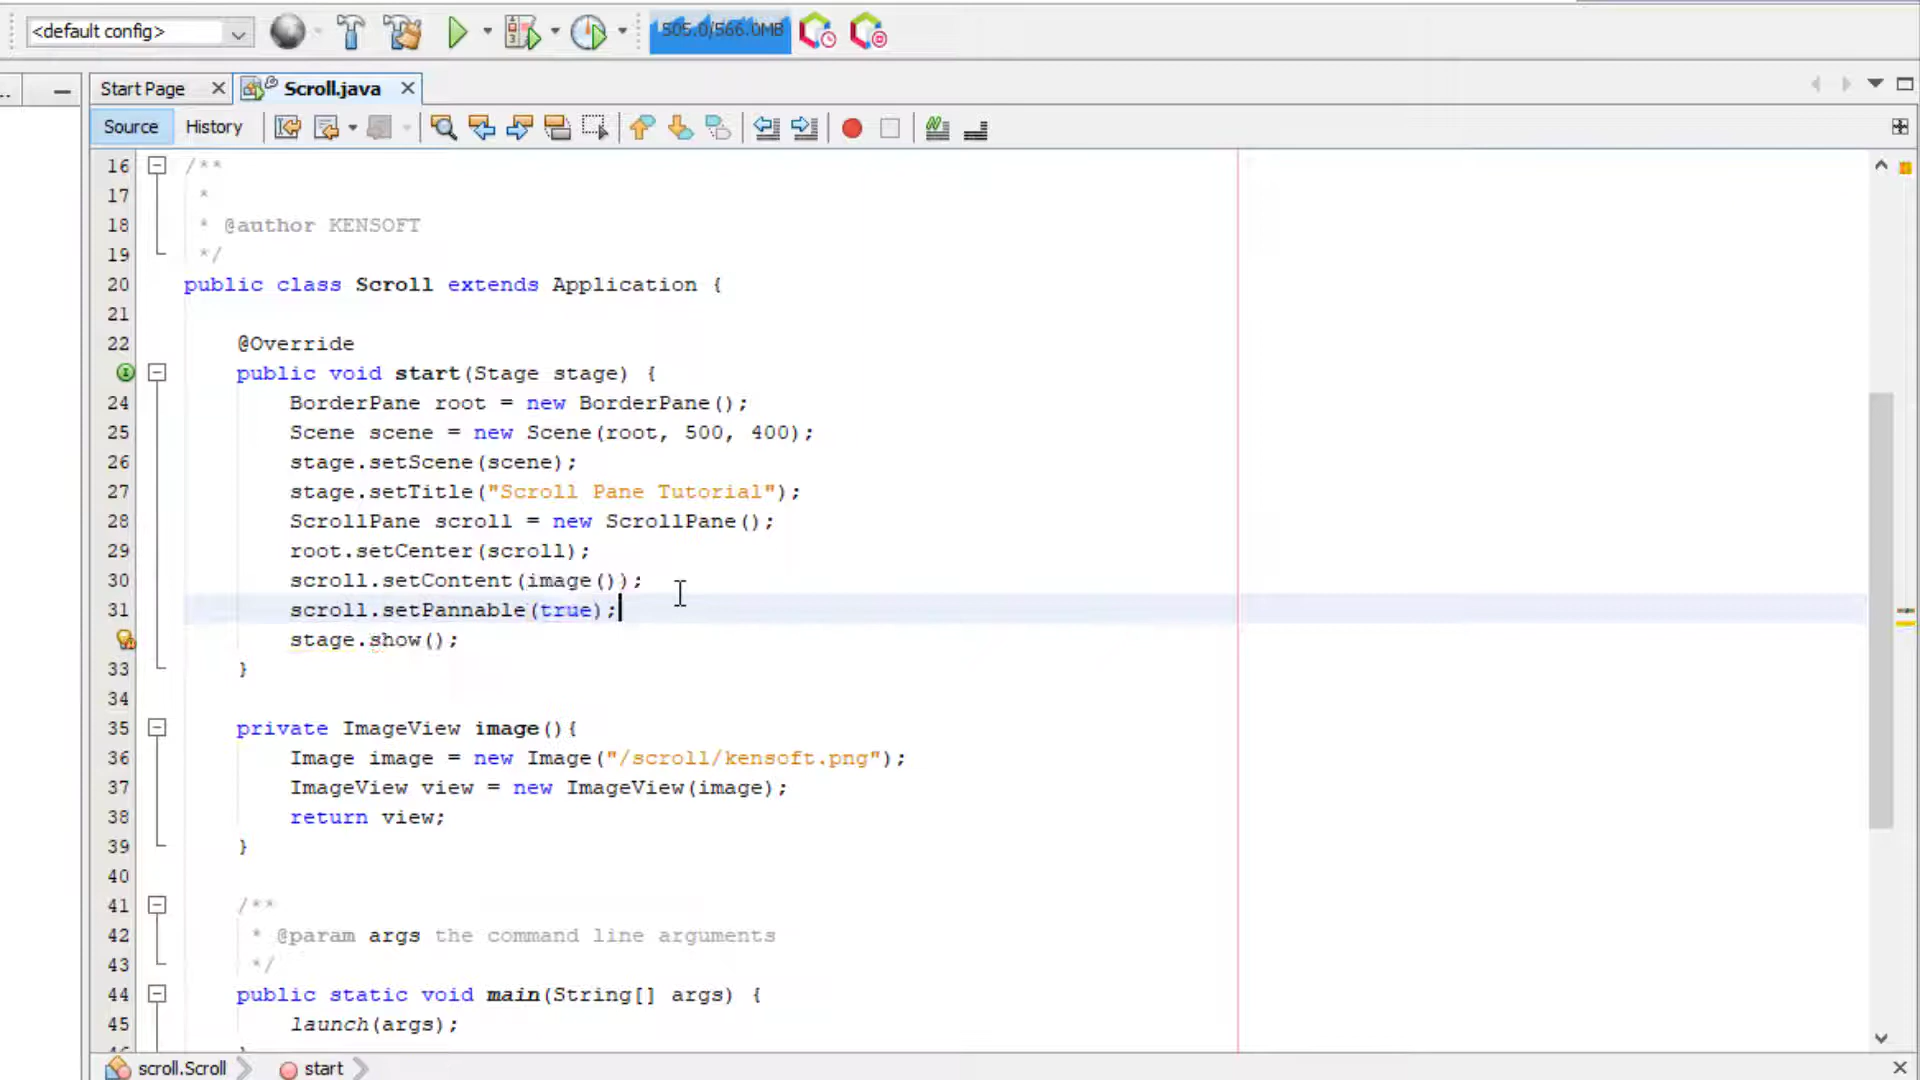 <default config>
505.0/566.0MB
..
Start Page
Scroll.java
Source History
16 /**
17 *
18 * @author KENSOFT
19 */
20 public class Scroll extends Application {
21
22 @Override
public void start(Stage stage) {
24 BorderPane root = new BorderPane();
25 Scene scene = new Scene(root, 500, 400);
26 stage.setScene(scene);
27 stage.setTitle("Scroll Pane Tutorial");
28 ScrollPane scroll = new ScrollPane();
29 root.setCenter(scroll);
30 scroll.setContent(image());
31 scroll.setPannable(true);
stage.show();
33 }
34
35 private ImageView image(){
36 Image image = new Image("/scroll/kensoft.png");
37 ImageView view = new ImageView(image);
38 return view;
39 }
40
41 /**
42 * @param args the command line arguments
43 */
44 public static void main(String[] args) {
45 launch(args);
scroll.Scroll start